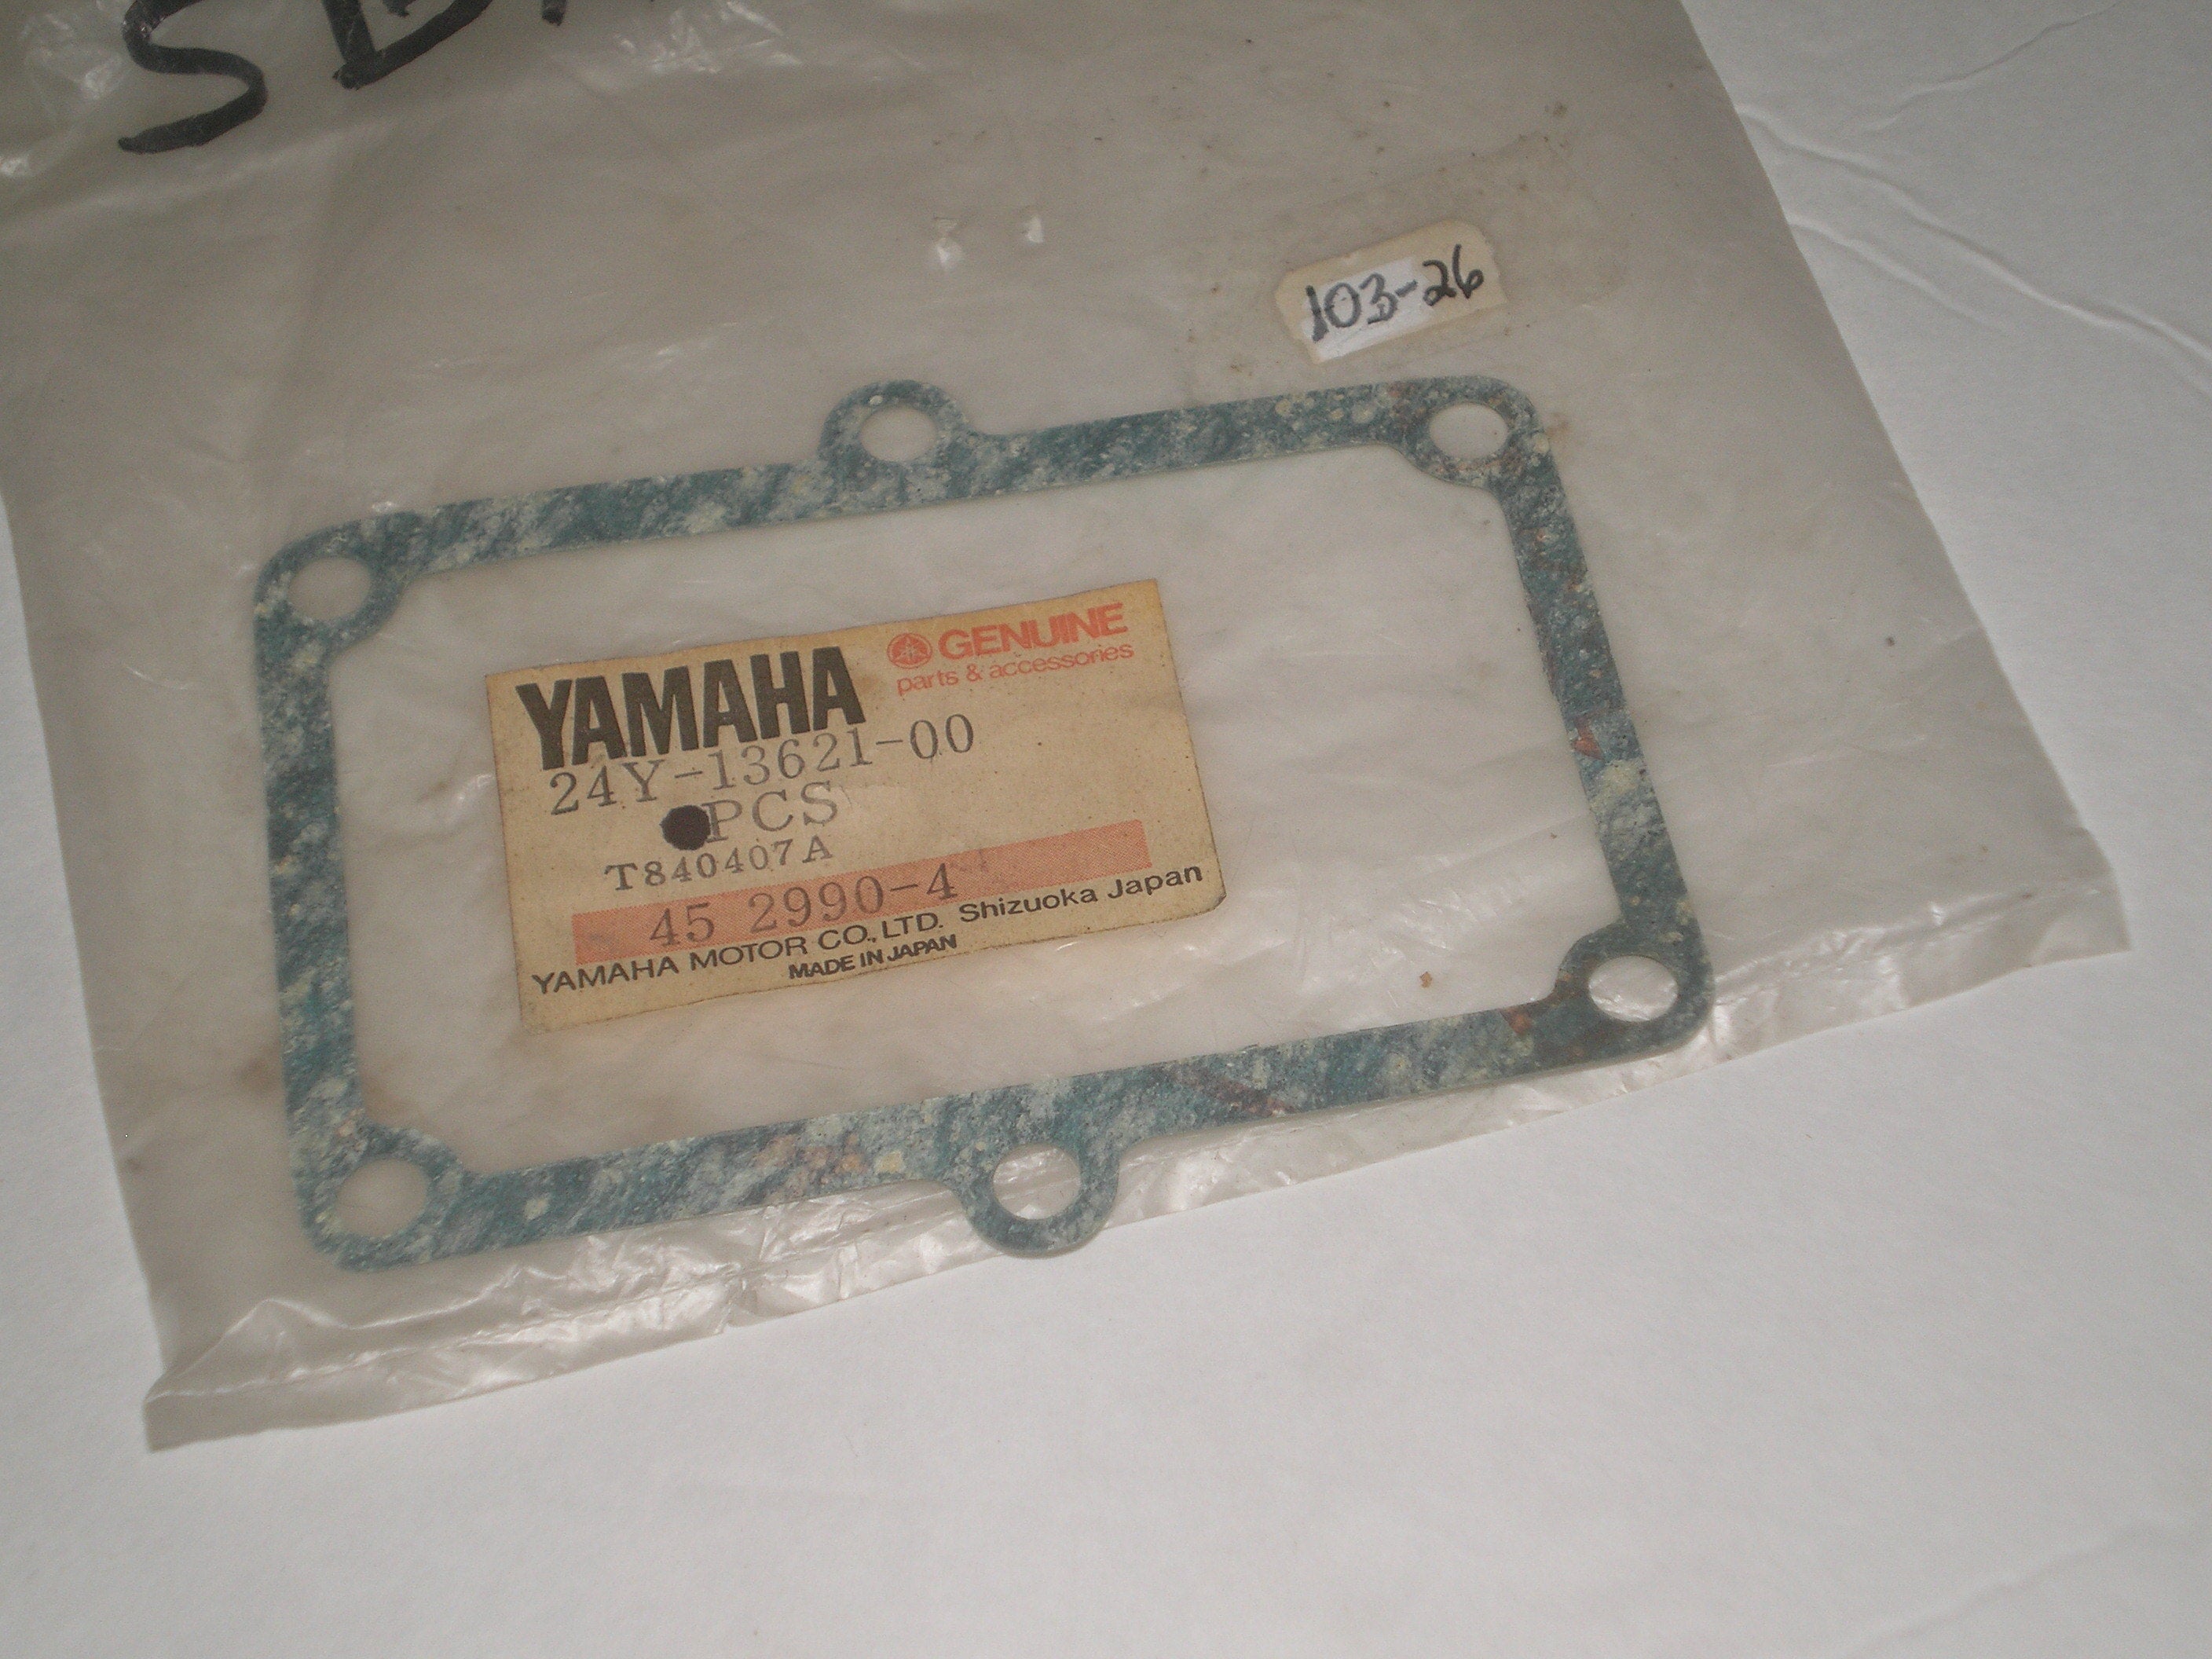 103-26
YAMAHA GENUINE
parts & accessories
24Y-13621-00
PCS
T840407A
45 2990-4
YAMAHA MOTOR CO., LTD. Shizuoka Japan
MADE IN JAPAN